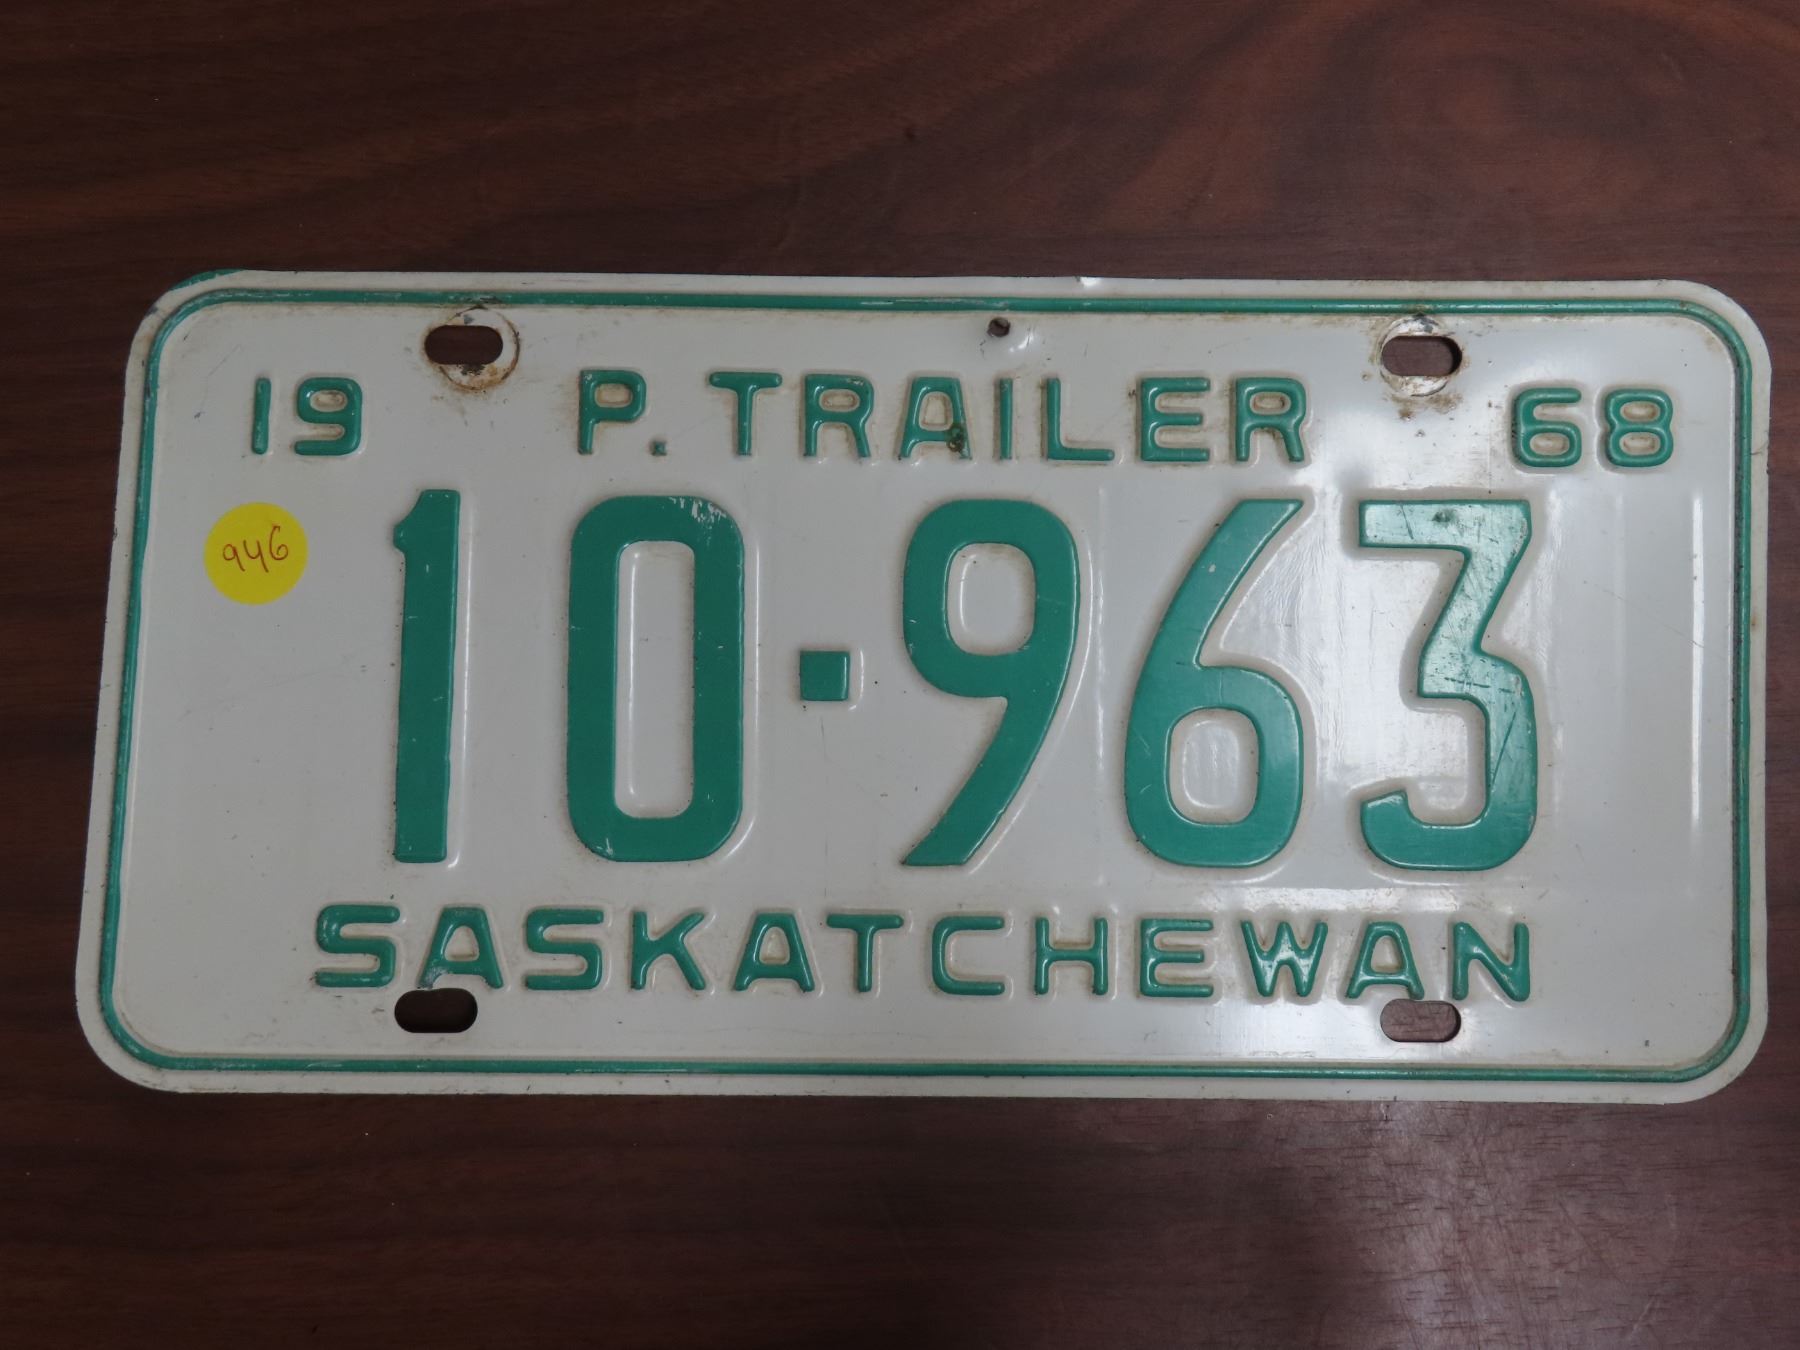 19 P. TRAILER 68
946
10-963
SASKATCHEWAN